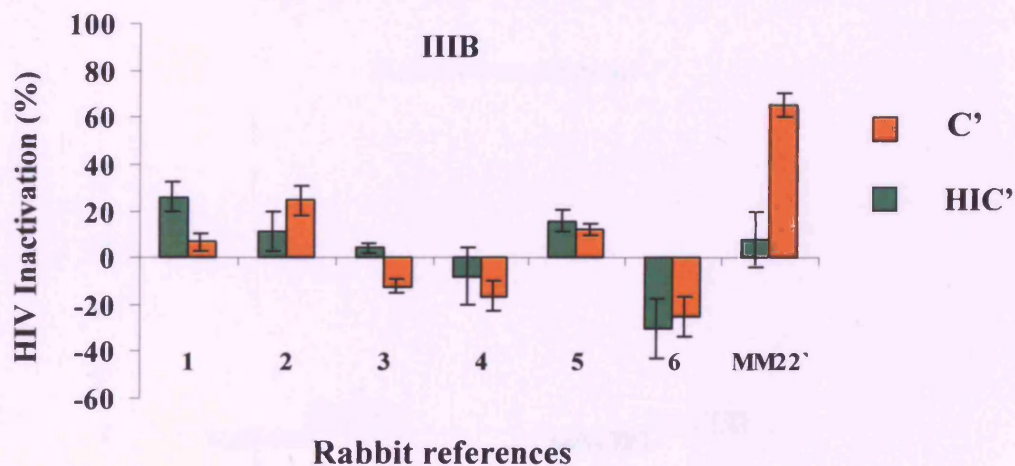 IIIB
HIV Inactivation (%)
100
80
60
40
20
0
-20
-40
-60
1 2 3 4 5 6 MM22`
Rabbit references
C’
HIC’